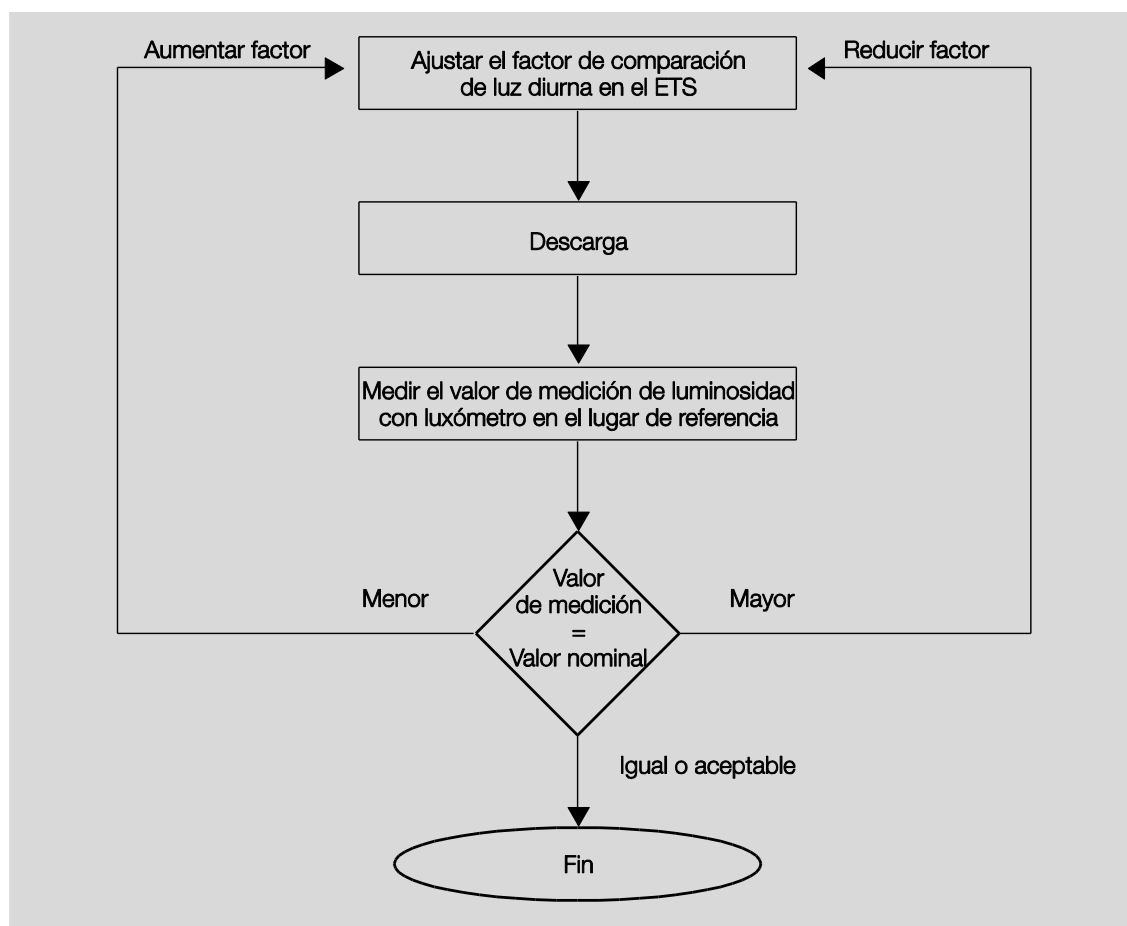 Aumentar factor
Ajustar el factor de comparación
de luz diurna en el ETS
Reducir factor
Descarga
Medir el valor de medición de luminosidad
con luxómetro en el lugar de referencia
Menor
Valor
de medición
=
Valor nominal
Mayor
Igual o aceptable
Fin